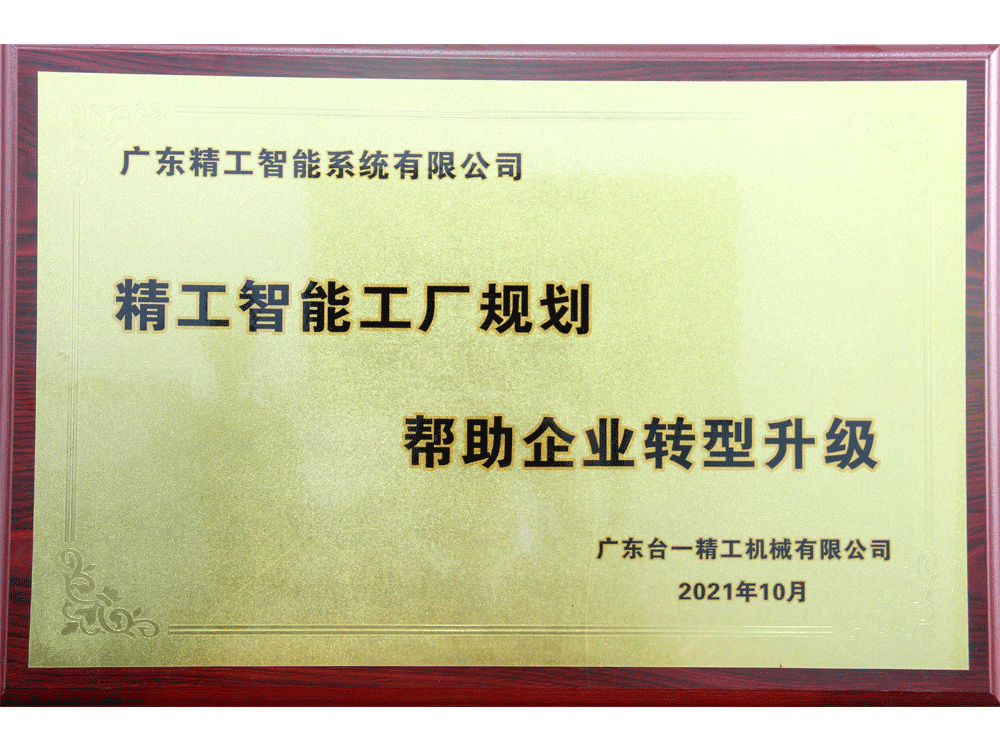 广东精工智能系统有限公司
精工智能工厂规划
帮助企业转型升级
广东台一精工机械有限公司
2021年10月